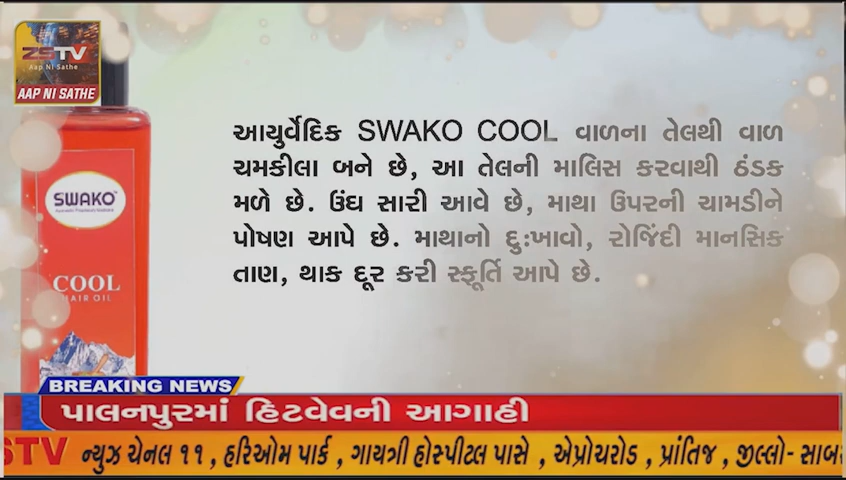 ZSTV
Aap Ni Sathe
AAP NI SATHE
આયુર્વેદિક SWAKO COOL વાળના તેલથી વાળ
ચમકીલા બને છે, આ તેલની માલિસ કરવાથી ઠંડક
મળે છે. ઉંઘ સારી આવે છે, માથા ઉપરની ચામડીને
પોષણ આપે છે. માથાનો દુઃખાવો, રોજિંદી માનસિક
તાણ, થાક દૂર કરી સ્ફૂર્તિ આપે છે.
SWAKO
COOL
HAIR OIL
BREAKING NEWS
પાલનપુરમાં હિટવેવની આગાહી
STV ન્યુઝ ચેનલ ૧૧ , હરિઓમ પાર્ક , ગાયત્રી હોસ્પીટલ પાસે , એપ્રોચરોડ , પ્રાંતિજ , જીલ્લો- સાબર